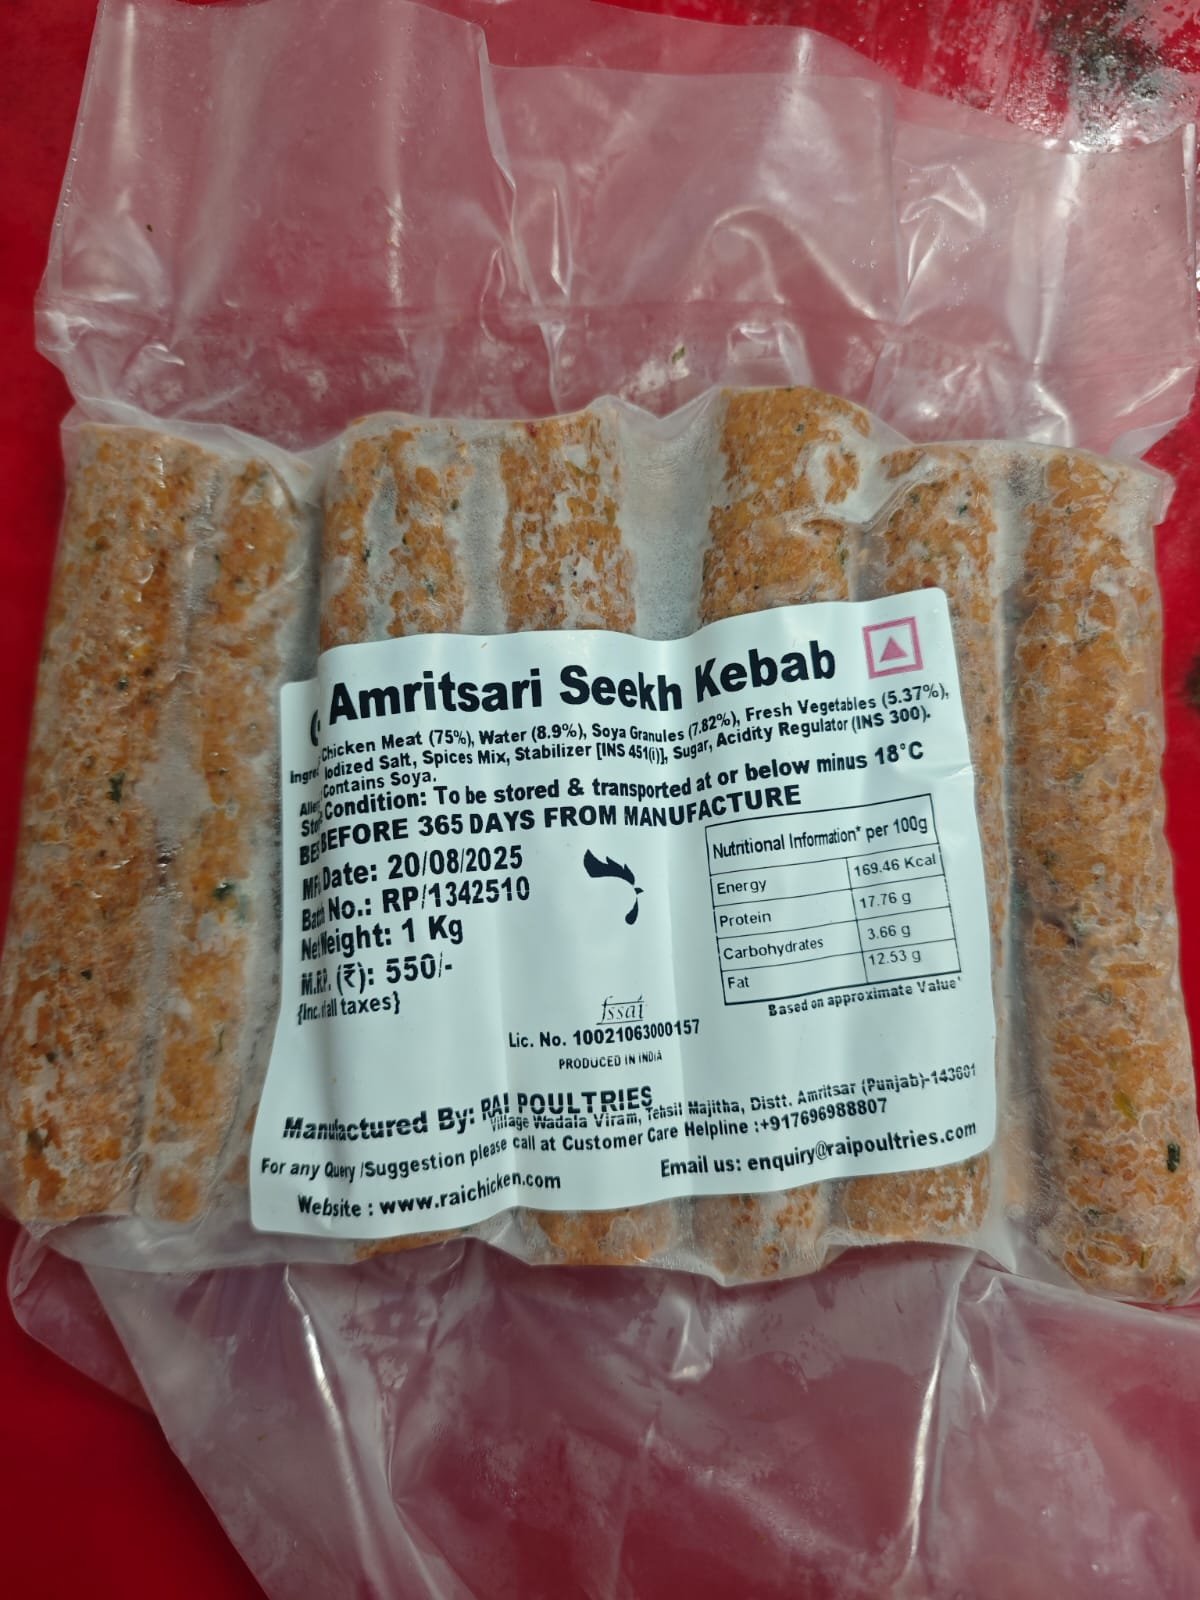 Amritsari Seekh Kebab
Ingre Chicken Meat (75%), Water (8.9%), Soya Granules (7.82%), Fresh Vegetables (5.37%),
Iodized Salt, Spices Mix, Stabilizer [INS 451(i)], Sugar, Acidity Regulator (INS 300).
Contains Soya.
Condition: To be stored & transported at or below minus 18°C
BEFORE 365 DAYS FROM MANUFACTURE
Date: 20/08/2025
No.: RP/1342510
Net Weight: 1 Kg
M.R.P. (₹): 550/-
{Inc. all taxes}
Nutritional Information* per 100g
Energy 169.46 Kcal
Protein 17.76 g
Carbohydrates 3.66 g
Fat 12.53 g
Based on approximate Value*
fssai
Lic. No. 10021063000157
PRODUCED IN INDIA
Manufactured By: RAI POULTRIES
Village Wadala Viram, Tehsil Majitha, Distt. Amritsar (Punjab)-143601
For any Query /Suggestion please call at Customer Care Helpline :+917696988807
Website : www.raichicken.com
Email us: enquiry@raipoultries.com